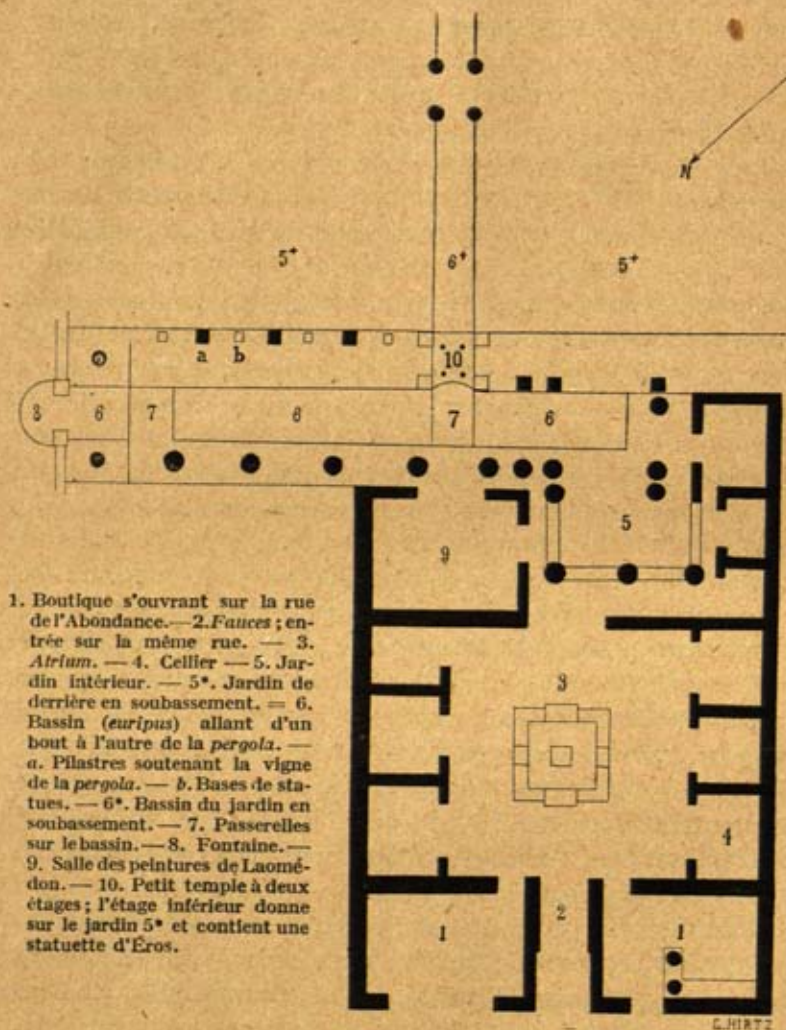 N
5+
6+
5+
a
b
10
8
6
7
6
7
6
5
9
3
4
2
1
1
1. Boutique s'ouvrant sur la rue
de l'Abondance. — 2. Fauces ; en-
trée sur la même rue. — 3.
Atrium. — 4. Cellier — 5. Jar-
din intérieur. — 5*. Jardin de
derrière en soubassement. = 6.
Bassin (euripus) allant d'un
bout à l'autre de la pergola. —
a. Pilastres soutenant la vigne
de la pergola. — b. Bases de sta-
tues. — 6*. Bassin du jardin en
soubassement. — 7. Passerelles
sur le bassin. — 8. Fontaine. —
9. Salle des peintures de Laomé-
don. — 10. Petit temple à deux
étages ; l'étage inférieur donne
sur le jardin 5* et contient une
statuette d'Éros.
C. HIRTZ